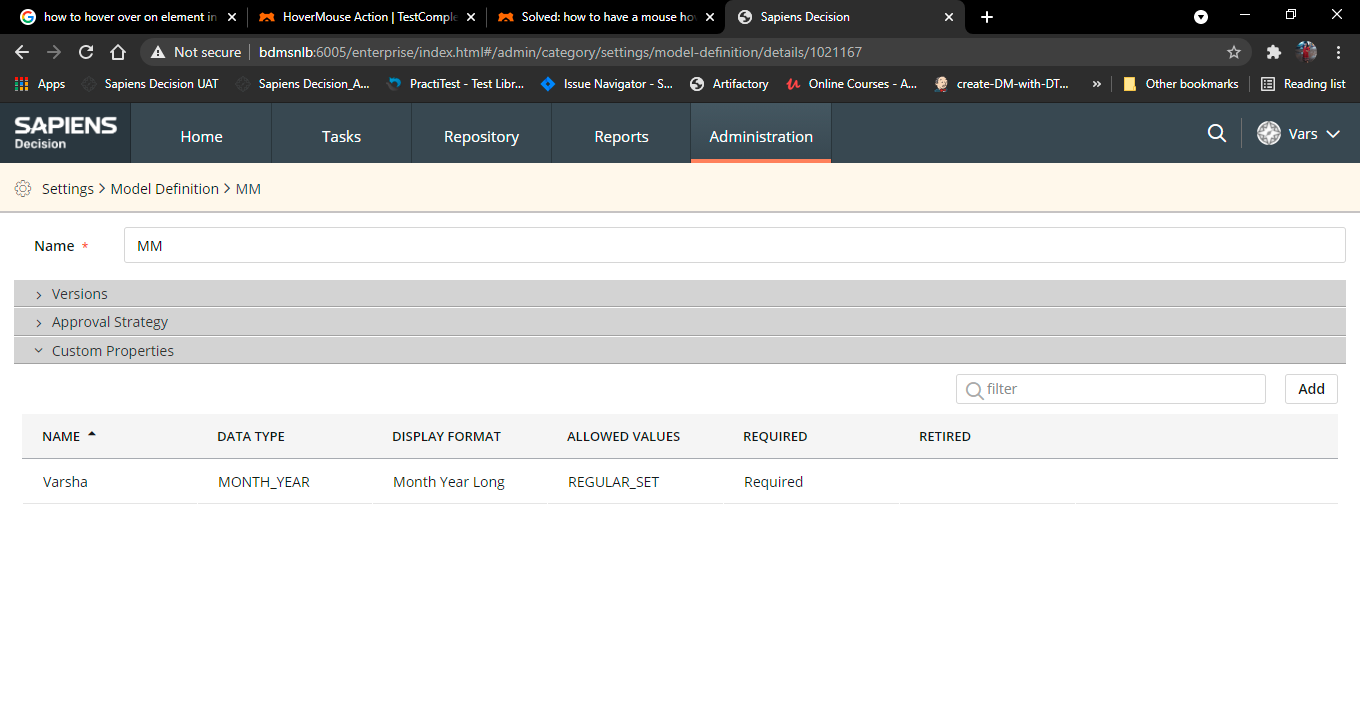 how to hover over on element in
HoverMouse Action | TestComple
Solved: how to have a mouse ho
Sapiens Decision
Not secure
bdmsnlb:6005/enterprise/index.html#/admin/category/settings/model-definition/details/1021167
Apps
Sapiens Decision UAT
Sapiens Decision_A...
PractiTest - Test Libr...
Issue Navigator - S...
Artifactory
Online Courses - A...
create-DM-with-DT...
»
Other bookmarks
Reading list
SAPIENS
Decision
Home
Tasks
Repository
Reports
Administration
Vars
Settings > Model Definition > MM
Name *
MM
Versions
Approval Strategy
Custom Properties
filter
Add
NAME DATA TYPE DISPLAY FORMAT ALLOWED VALUES REQUIRED RETIRED
Varsha MONTH_YEAR Month Year Long REGULAR_SET Required